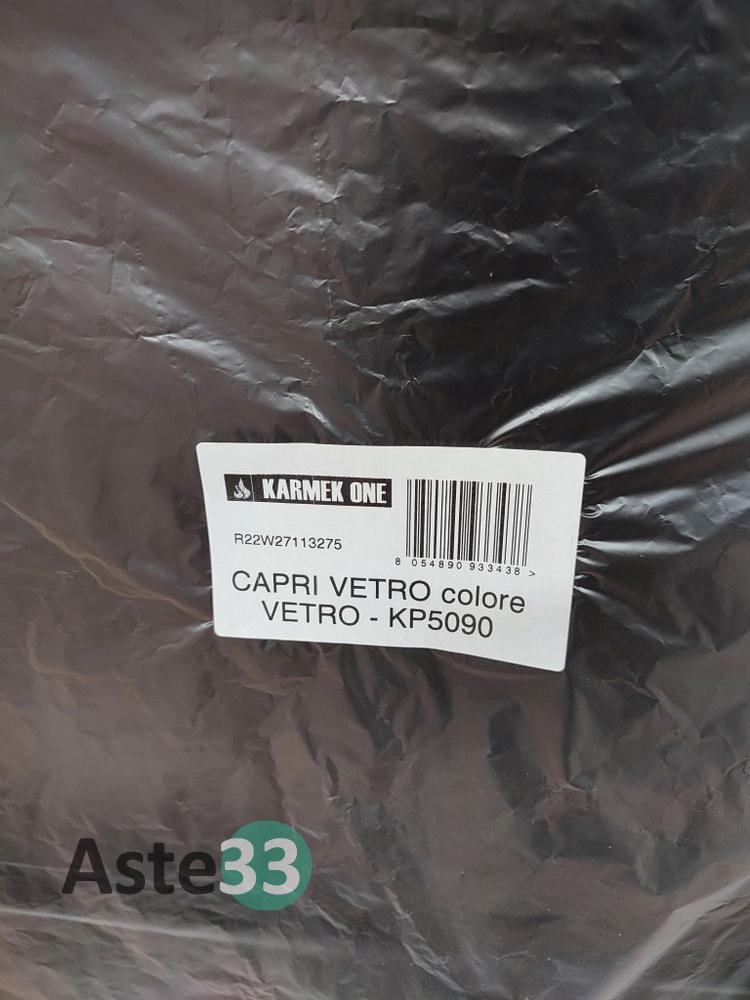 KARMEK ONE
R22W27113275
8 054890 933438 >
CAPRI VETRO colore
VETRO - KP5090
Aste33